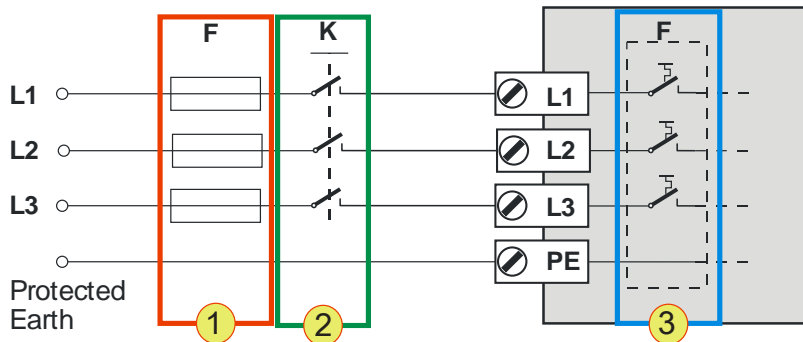 F K F
L1 L1
L2 L2
L3 L3
PE
Protected
Earth
1 2 3